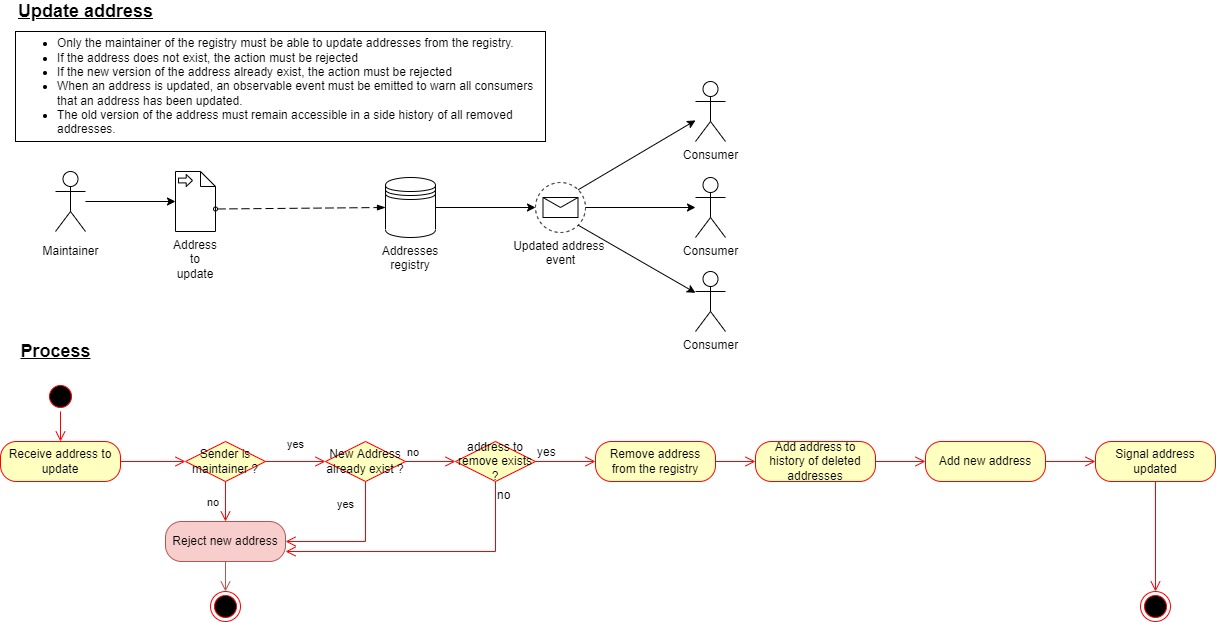 Update address
Only the maintainer of the registry must be able to update addresses from the registry.
If the address does not exist, the action must be rejected
If the new version of the address already exist, the action must be rejected
When an address is updated, an observable event must be emitted to warn all consumers
that an address has been updated.
The old version of the address must remain accessible in a side history of all removed
addresses.
Consumer
Maintainer
Address
to
update
Addresses
registry
Updated address
event
Consumer
Consumer
Process
Receive address to
update
Sender is
maintainer ?
yes
no
New Address
already exist ?
no
yes
address to
remove exists
?
yes
no
Remove address
from the registry
Add address to
history of deleted
addresses
Add new address
Signal address
updated
Reject new address